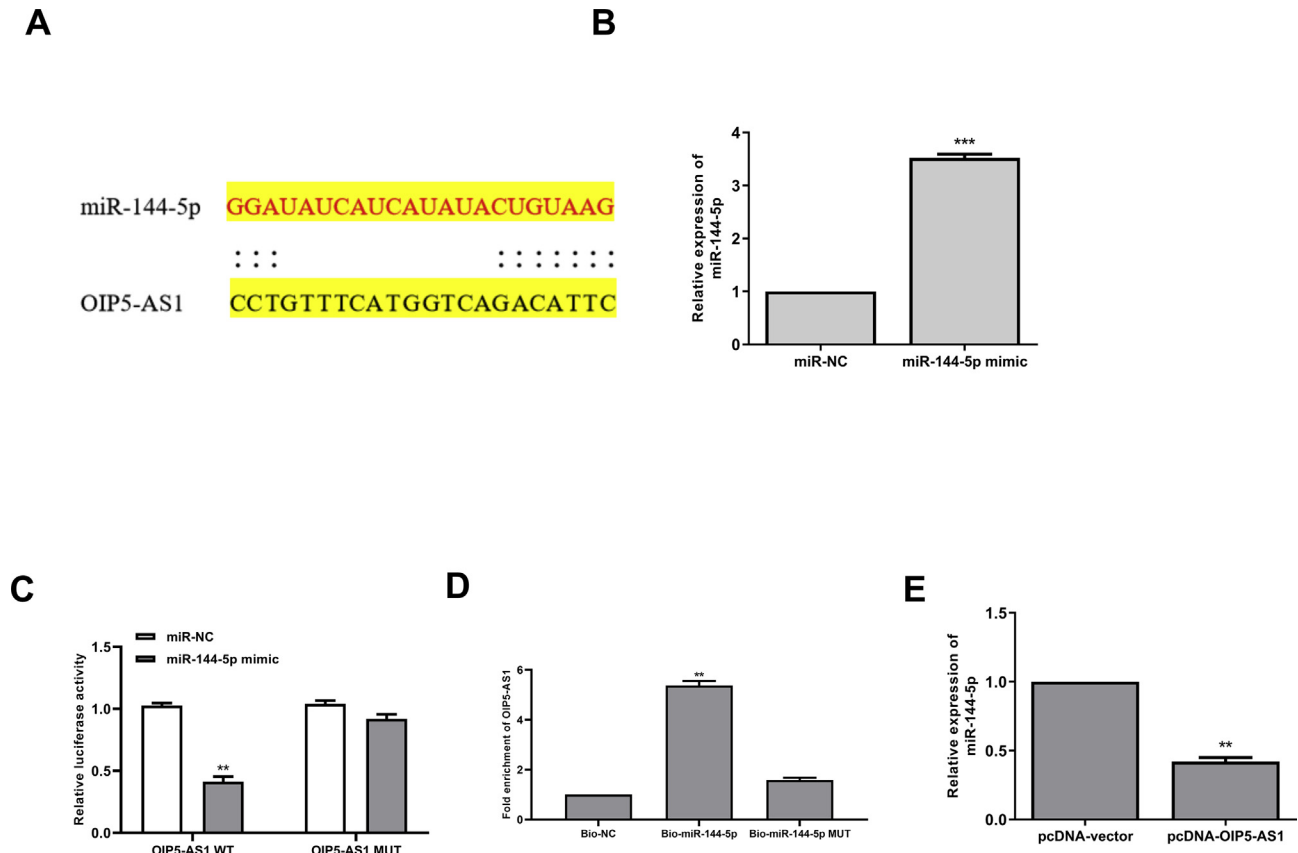 A
B
miR-144-5p GGAUAUCAUCAUAUACUGUAAG
::: :::::::
OIP5-AS1 CCTGTTTCATGGTCAGACATTC
Relative expression of
miR-144-5p
4
3
2
1
0
***
miR-NC miR-144-5p mimic
C
D
E
Relative luciferase activity
1.5
1.0
0.5
0.0
miR-NC
miR-144-5p mimic
**
OIP5-AS1 WT OIP5-AS1 MUT
Fold enrichment of OIP5-AS1
6
4
2
0
**
Bio-NC Bio-miR-144-5p Bio-miR-144-5p MUT
Relative expression of
miR-144-5p
1.5
1.0
0.5
0.0
**
pcDNA-vector pcDNA-OIP5-AS1